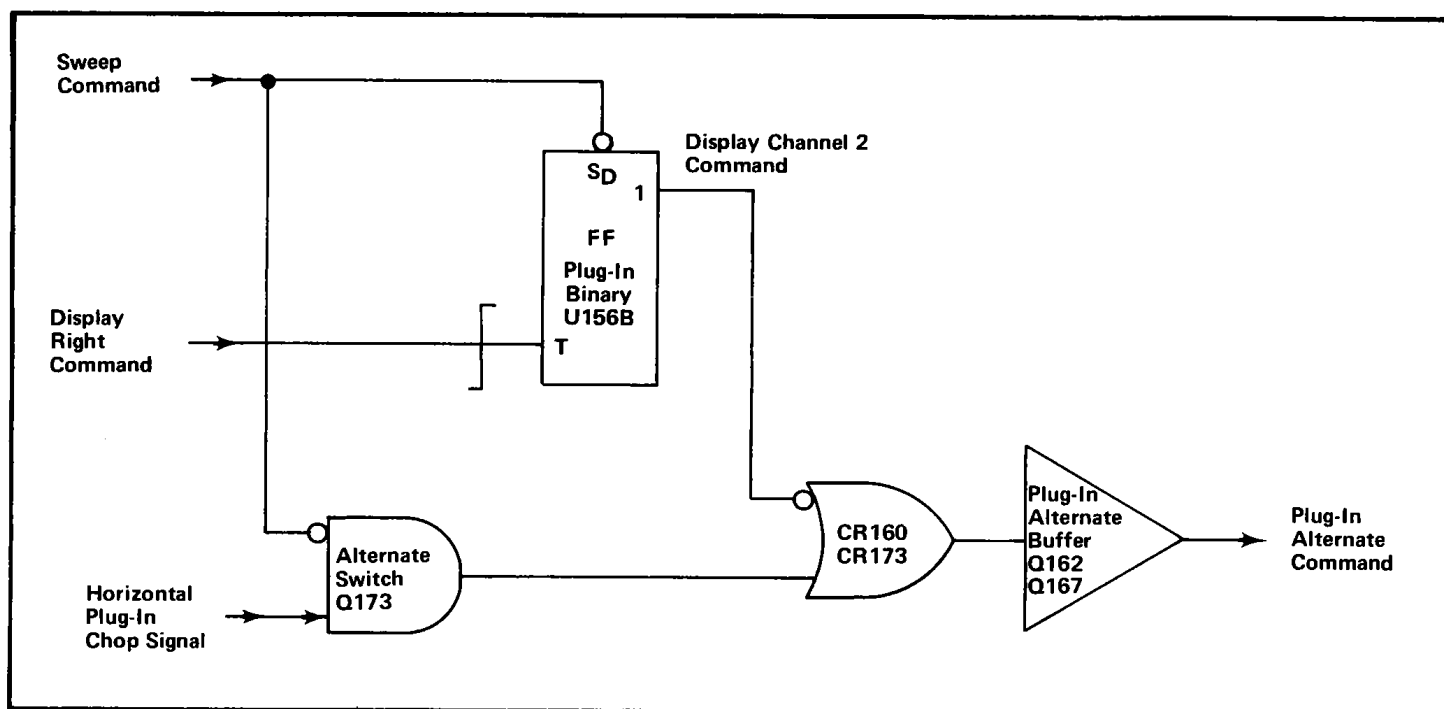 Sweep
Command
Display Channel 2
Command
SD
1
FF
Plug-In
Binary
U156B
T
Display
Right
Command
Alternate
Switch
Q173
Horizontal
Plug-In
Chop Signal
CR160
CR173
Plug-In
Alternate
Buffer
Q162
Q167
Plug-In
Alternate
Command